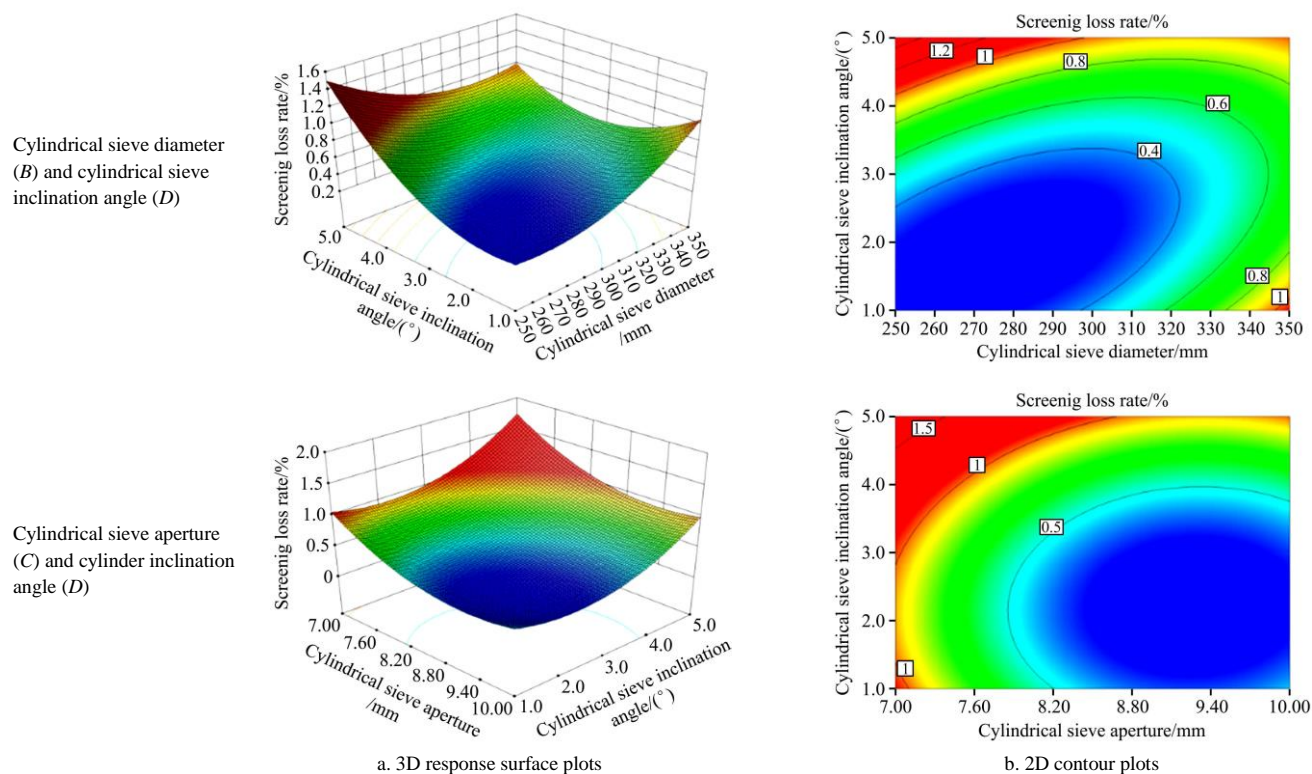 Cylindrical sieve diameter
(B) and cylindrical sieve
inclination angle (D)
Screenig loss rate/%
1.6
1.4
1.2
1.0
0.8
0.6
0.4
0.2
5.0
4.0
3.0
2.0
1.0
Cylindrical sieve inclination
angle/(°)
250
260
270
280
290
300
310
320
330
340
350
Cylindrical sieve diameter
/mm
Screenig loss rate/%
Cylindrical sieve inclination angle/(°)
5.0
4.0
3.0
2.0
1.0
1.2
1
0.8
0.6
0.4
0.8
1
250 260 270 280 290 300 310 320 330 340 350
Cylindrical sieve diameter/mm
Cylindrical sieve aperture
(C) and cylinder inclination
angle (D)
Screenig loss rate/%
2.0
1.5
1.0
0.5
0
7.00
7.60
8.20
8.80
9.40
10.00
Cylindrical sieve aperture
/mm
1.0
2.0
3.0
4.0
5.0
Cylindrical sieve inclination
angle/(°)
Screenig loss rate/%
Cylindrical sieve inclination angle/(°)
5.0
4.0
3.0
2.0
1.0
1.5
1
0.5
1
7.00 7.60 8.20 8.80 9.40 10.00
Cylindrical sieve aperture/mm
a. 3D response surface plots
b. 2D contour plots